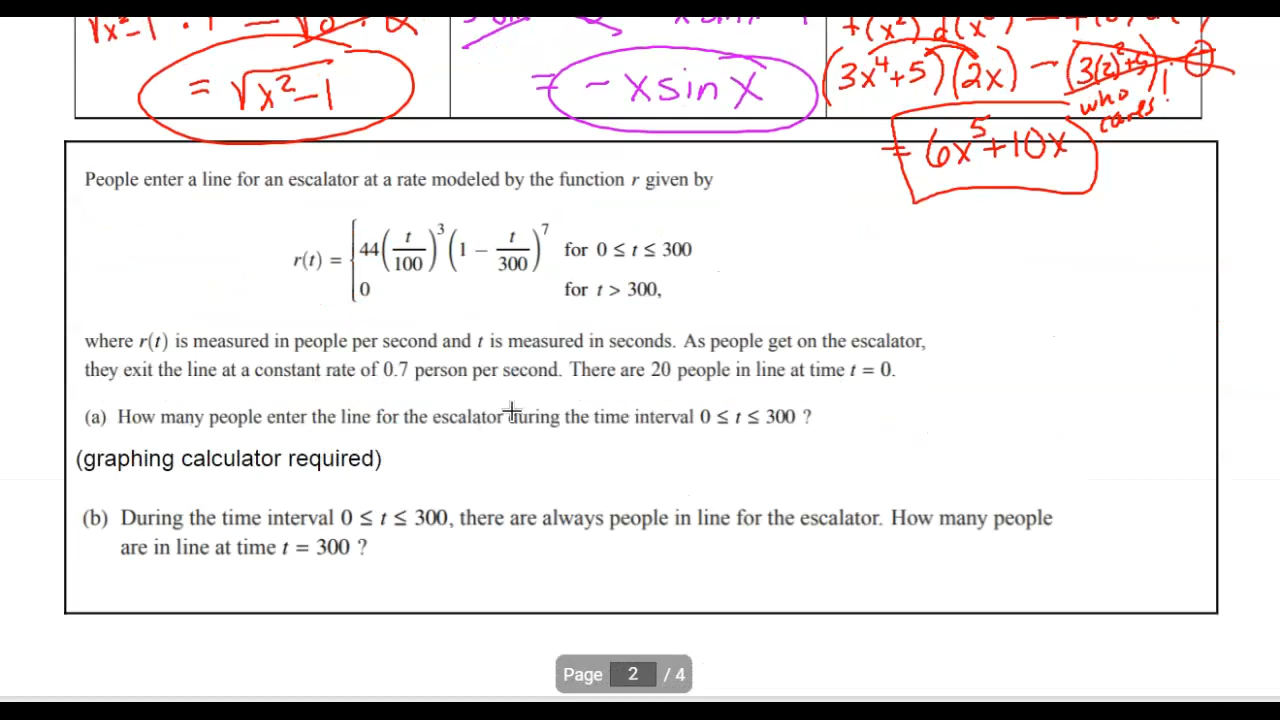 = √x²-1
= - x sin x
(3x⁴+5)(2x) - (3(2)²+5)
who cares!
= 6x⁵+10x
People enter a line for an escalator at a rate modeled by the function r given by
r(t) = { 44(t/100)³(1 − t/300)⁷ for 0 ≤ t ≤ 300
0 for t > 300,
where r(t) is measured in people per second and t is measured in seconds. As people get on the escalator,
they exit the line at a constant rate of 0.7 person per second. There are 20 people in line at time t = 0.
(a) How many people enter the line for the escalator during the time interval 0 ≤ t ≤ 300 ?
(graphing calculator required)
(b) During the time interval 0 ≤ t ≤ 300, there are always people in line for the escalator. How many people
are in line at time t = 300 ?
Page 2 / 4